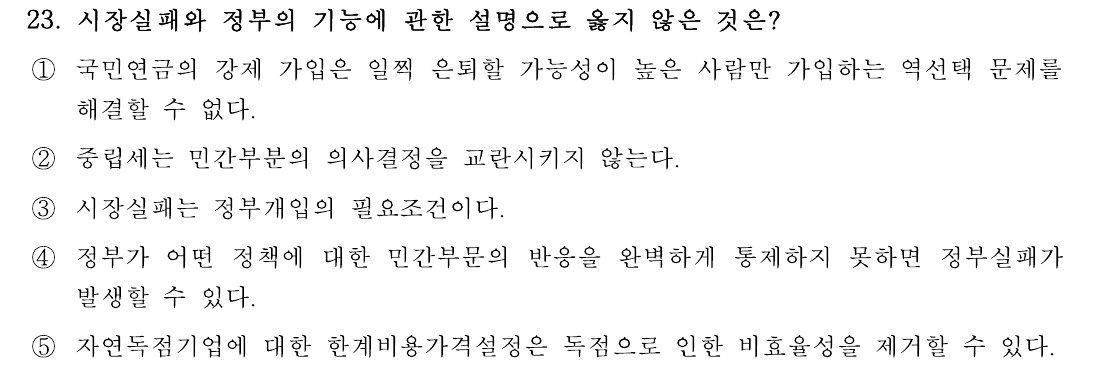 23. 시장실패와 정부의 기능에 관한 설명으로 옳지 않은 것은?
① 국민연금의 강제 가입은 일찍 은퇴할 가능성이 높은 사람만 가입하는 역선택 문제를
해결할 수 없다.
② 중립세는 민간부분의 의사결정을 교란시키지 않는다.
③ 시장실패는 정부개입의 필요조건이다.
④ 정부가 어떤 정책에 대한 민간부문의 반응을 완벽하게 통제하지 못하면 정부실패가
발생할 수 있다.
⑤ 자연독점기업에 대한 한계비용가격설정은 독점으로 인한 비효율성을 제거할 수 있다.